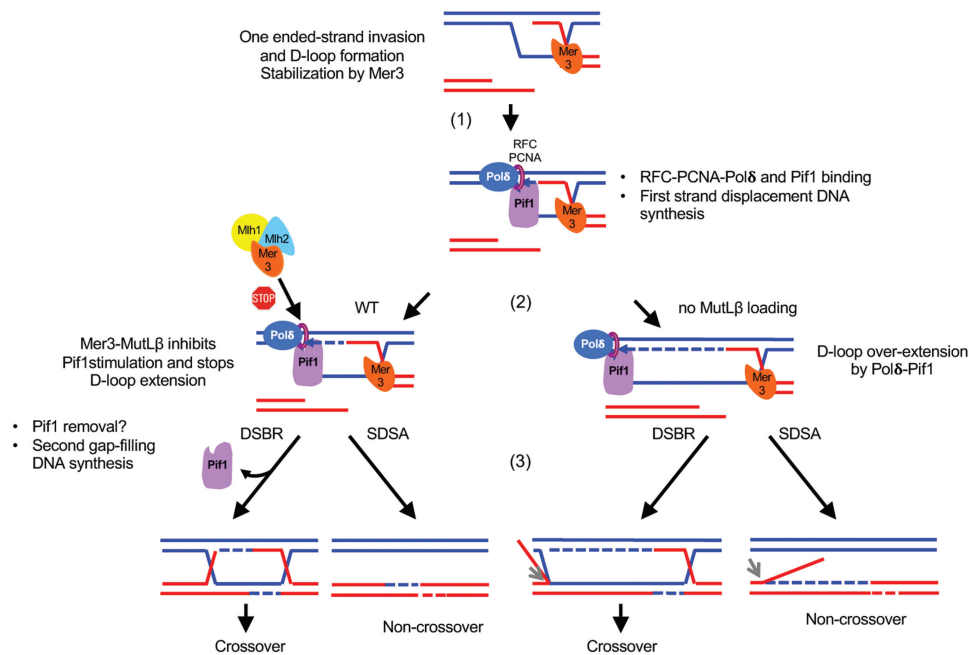 One ended-strand invasion
and D-loop formation
Stabilization by Mer3
Mer
3
(1)
RFC
PCNA
Polδ
Pif1
Mer
3
• RFC-PCNA-Polδ and Pif1 binding
• First strand displacement DNA
synthesis
Mlh1
Mlh2
Mer
3
STOP
WT
(2)
no MutLβ loading
Mer3-MutLβ inhibits
Pif1stimulation and stops
D-loop extension
Polδ
Pif1
Mer
3
Polδ
Pif1
Mer
3
D-loop over-extension
by Polδ-Pif1
• Pif1 removal?
• Second gap-filling
DNA synthesis
Pif1
DSBR
SDSA
(3)
DSBR
SDSA
Crossover
Non-crossover
Crossover
Non-crossover